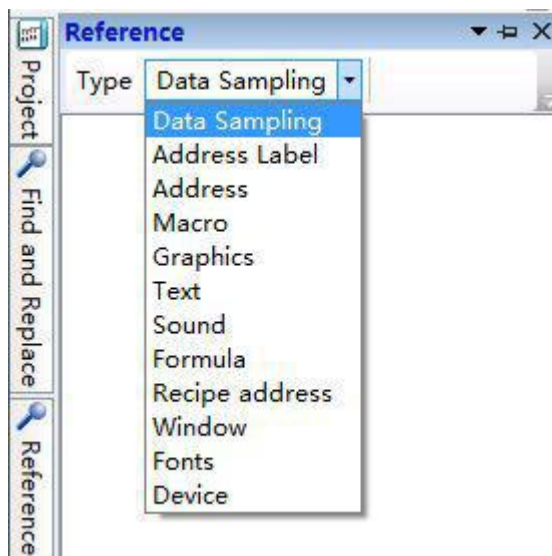 Reference
Type Data Sampling
Data Sampling
Address Label
Address
Macro
Graphics
Text
Sound
Formula
Recipe address
Window
Fonts
Device
Project
Find and Replace
Reference